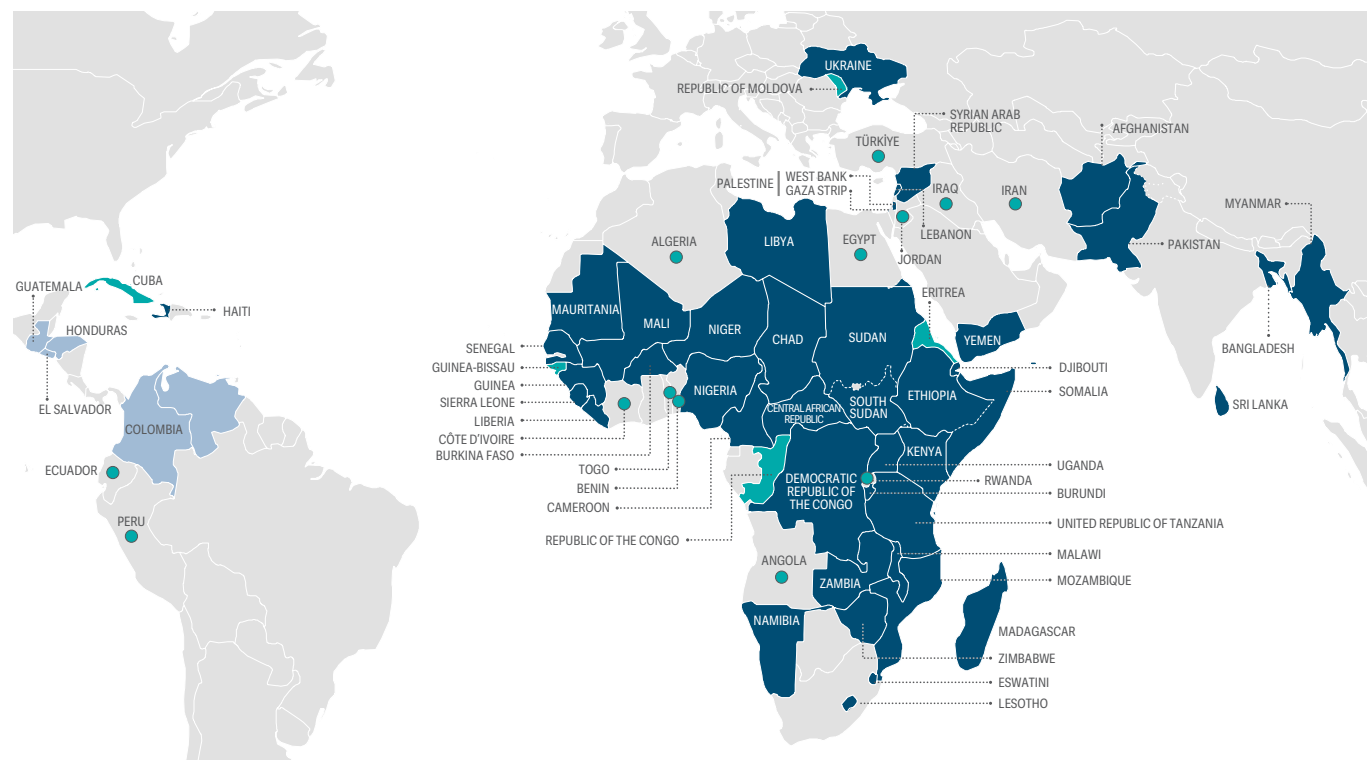 UKRAINE
REPUBLIC OF MOLDOVA
SYRIAN ARAB
REPUBLIC
AFGHANISTAN
TÜRKİYE
PALESTINE
WEST BANK
GAZA STRIP
IRAQ
IRAN
MYANMAR
LEBANON
JORDAN
PAKISTAN
ALGERIA
LIBYA
EGYPT
GUATEMALA
CUBA
HAITI
HONDURAS
EL SALVADOR
COLOMBIA
ECUADOR
PERU
ERITREA
MAURITANIA
MALI
NIGER
CHAD
SUDAN
YEMEN
BANGLADESH
SENEGAL
GUINEA-BISSAU
GUINEA
SIERRA LEONE
LIBERIA
CÔTE D'IVOIRE
BURKINA FASO
TOGO
BENIN
CAMEROON
REPUBLIC OF THE CONGO
NIGERIA
CENTRAL AFRICAN
REPUBLIC
SOUTH
SUDAN
ETHIOPIA
DJIBOUTI
SOMALIA
SRI LANKA
KENYA
DEMOCRATIC
REPUBLIC OF
THE CONGO
UGANDA
RWANDA
BURUNDI
UNITED REPUBLIC OF TANZANIA
ANGOLA
MALAWI
ZAMBIA
MOZAMBIQUE
NAMIBIA
MADAGASCAR
ZIMBABWE
ESWATINI
LESOTHO